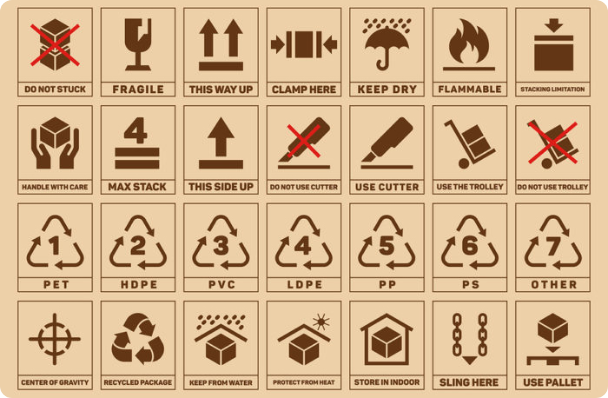 DO NOT STUCK
FRAGILE
THIS WAY UP
CLAMP HERE
KEEP DRY
FLAMMABLE
STACKING LIMITATION
HANDLE WITH CARE
4
MAX STACK
THIS SIDE UP
DO NOT USE CUTTER
USE CUTTER
USE THE TROLLEY
DO NOT USE TROLLEY
1
PET
2
HDPE
3
PVC
4
LDPE
5
PP
6
PS
7
OTHER
CENTER OF GRAVITY
RECYCLED PACKAGE
KEEP FROM WATER
PROTECT FROM HEAT
STORE IN INDOOR
SLING HERE
USE PALLET